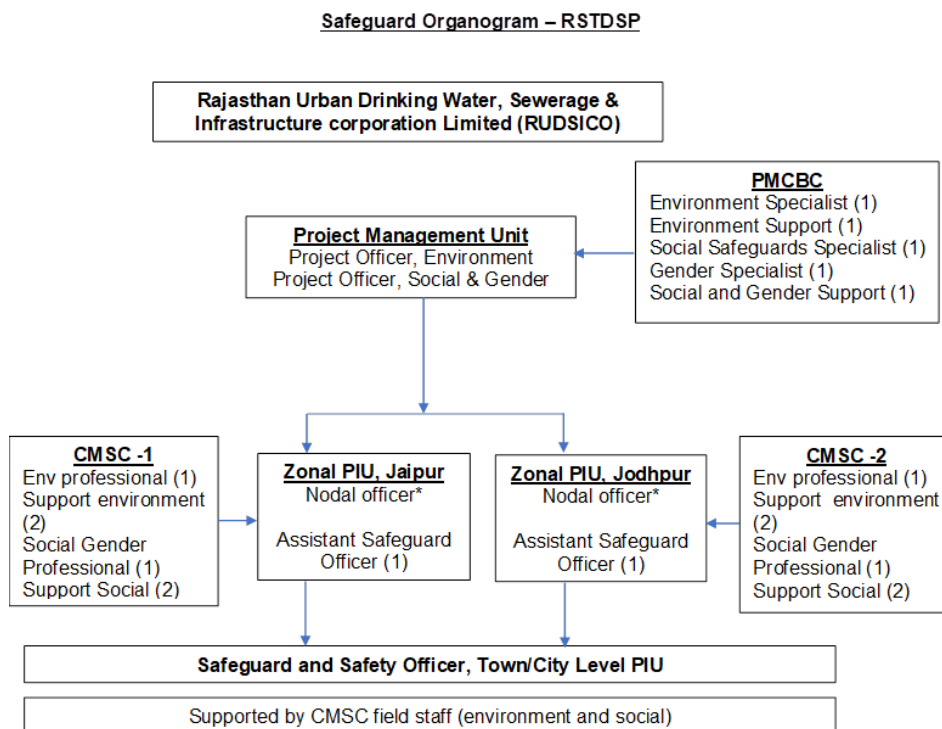 Safeguard Organogram – RSTDSP
Rajasthan Urban Drinking Water, Sewerage &
Infrastructure corporation Limited (RUDSICO)
PMCBC
Environment Specialist (1)
Environment Support (1)
Social Safeguards Specialist (1)
Gender Specialist (1)
Social and Gender Support (1)
Project Management Unit
Project Officer, Environment
Project Officer, Social & Gender
CMSC -1
Env professional (1)
Support environment
(2)
Social Gender
Professional (1)
Support Social (2)
Zonal PIU, Jaipur
Nodal officer*
Assistant Safeguard
Officer (1)
Zonal PIU, Jodhpur
Nodal officer*
Assistant Safeguard
Officer (1)
CMSC -2
Env professional (1)
Support environment
(2)
Social Gender
Professional (1)
Support Social (2)
Safeguard and Safety Officer, Town/City Level PIU
Supported by CMSC field staff (environment and social)